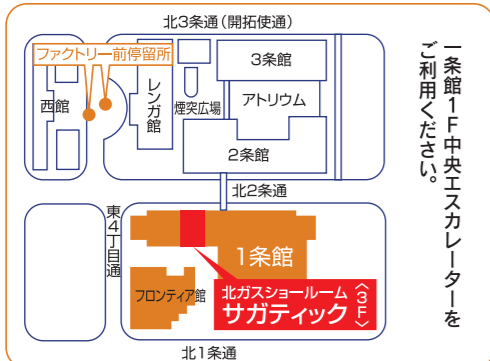 北3条通（開拓使通）
ファクトリー前停留所
西館
レンガ館
煙突広場
3条館
アトリウム
2条館
北2条通
東4丁目通
1条館
フロンティア館
北ガスショールーム
サガティック
〈3F〉
北1条通
一条館1F中央エスカレーターを
ご利用ください。